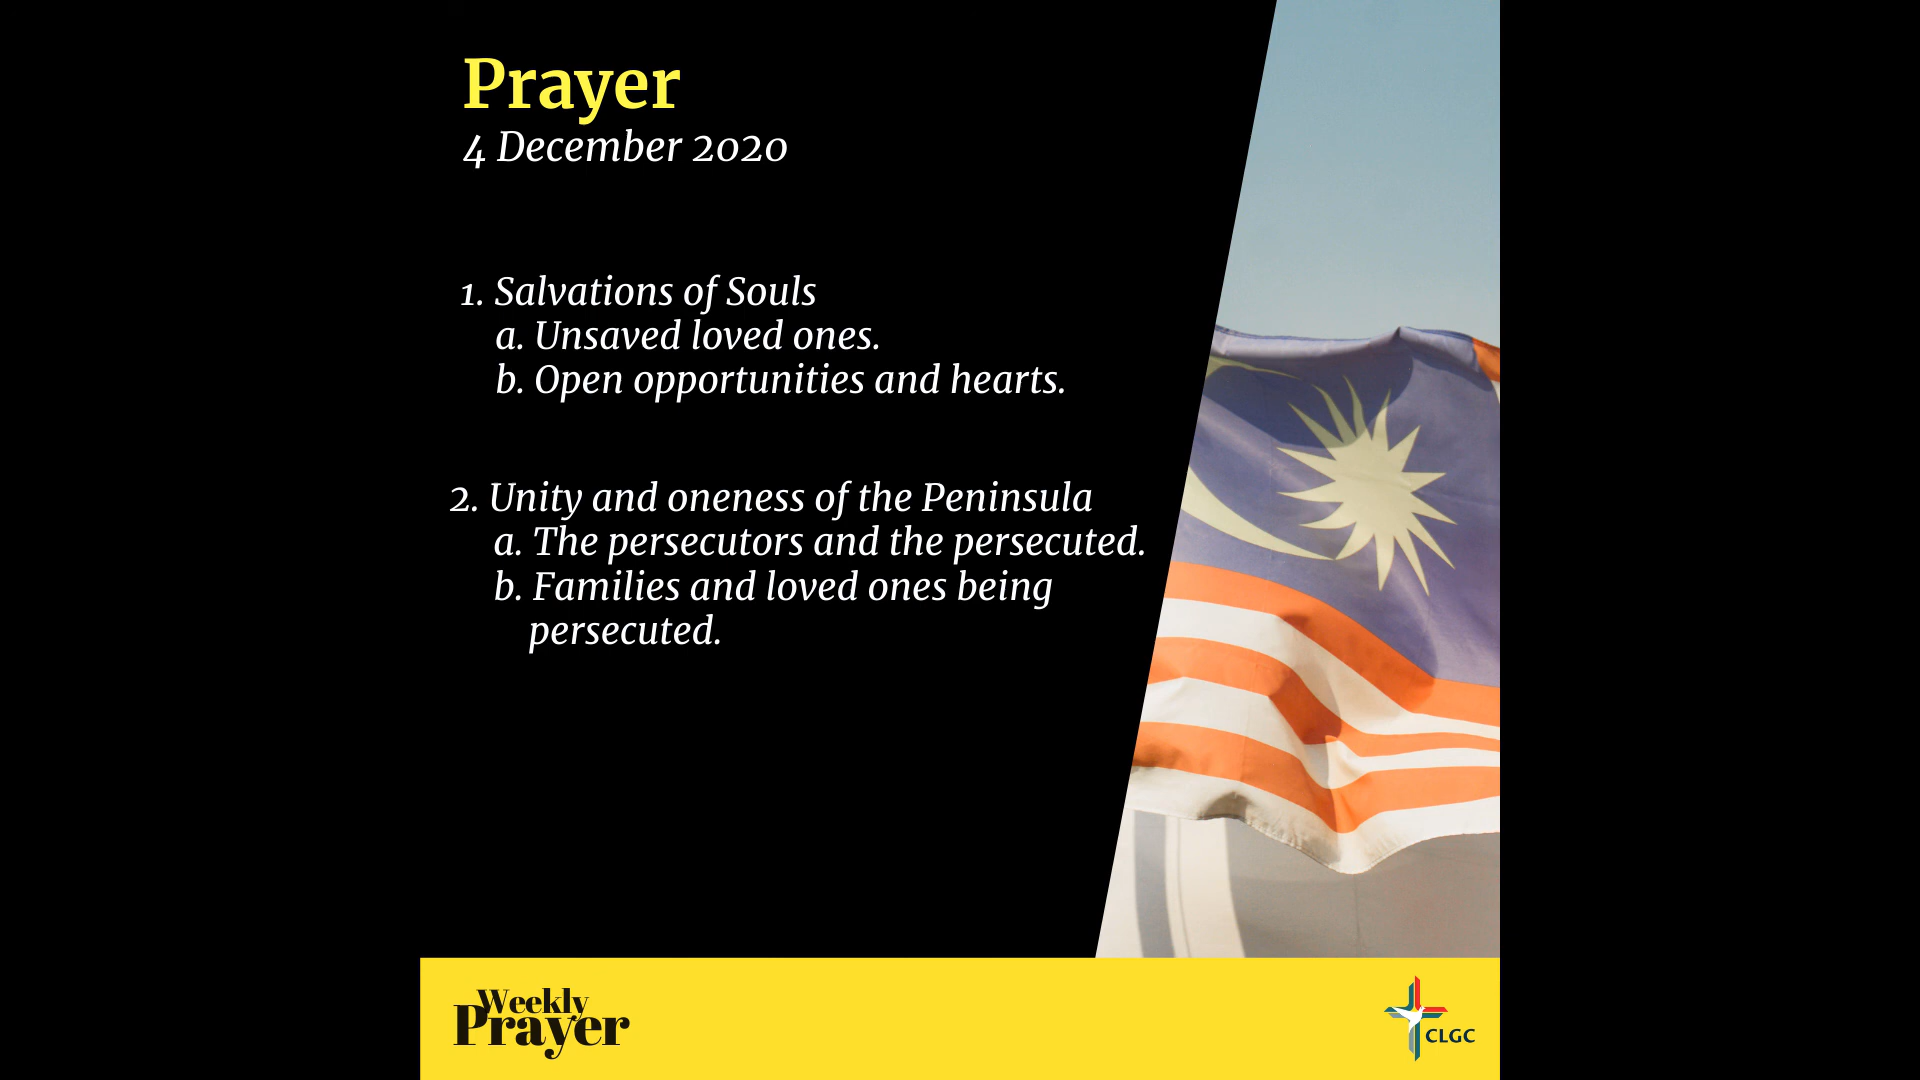 Prayer
4 December 2020
1. Salvations of Souls
a. Unsaved loved ones.
b. Open opportunities and hearts.
2. Unity and oneness of the Peninsula
a. The persecutors and the persecuted.
b. Families and loved ones being
persecuted.
Weekly
Prayer
CLGC